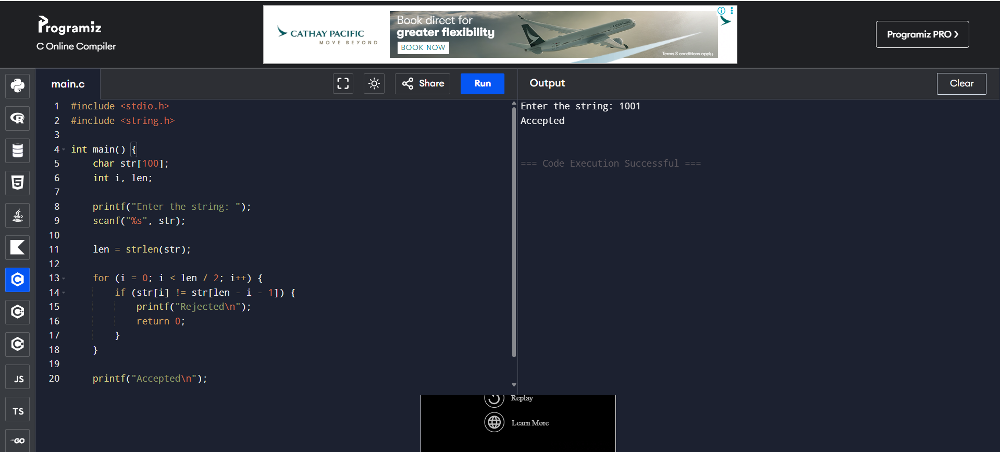 Programiz
C Online Compiler
CATHAY PACIFIC
MOVE BEYOND
Book direct for
greater flexibility
BOOK NOW
CATHAY PACIFIC
Terms & conditions apply.
Programiz PRO ❯
main.c
Share
Run
Output
Clear
1 #include <stdio.h>
2 #include <string.h>
3
4 int main() {
5     char str[100];
6     int i, len;
7
8     printf("Enter the string: ");
9     scanf("%s", str);
10
11     len = strlen(str);
12
13     for (i = 0; i < len / 2; i++) {
14         if (str[i] != str[len - i - 1]) {
15             printf("Rejected\n");
16             return 0;
17         }
18     }
19
20     printf("Accepted\n");
Enter the string: 1001
Accepted
=== Code Execution Successful ===
R
5
JS
TS
GO
Replay
Learn More